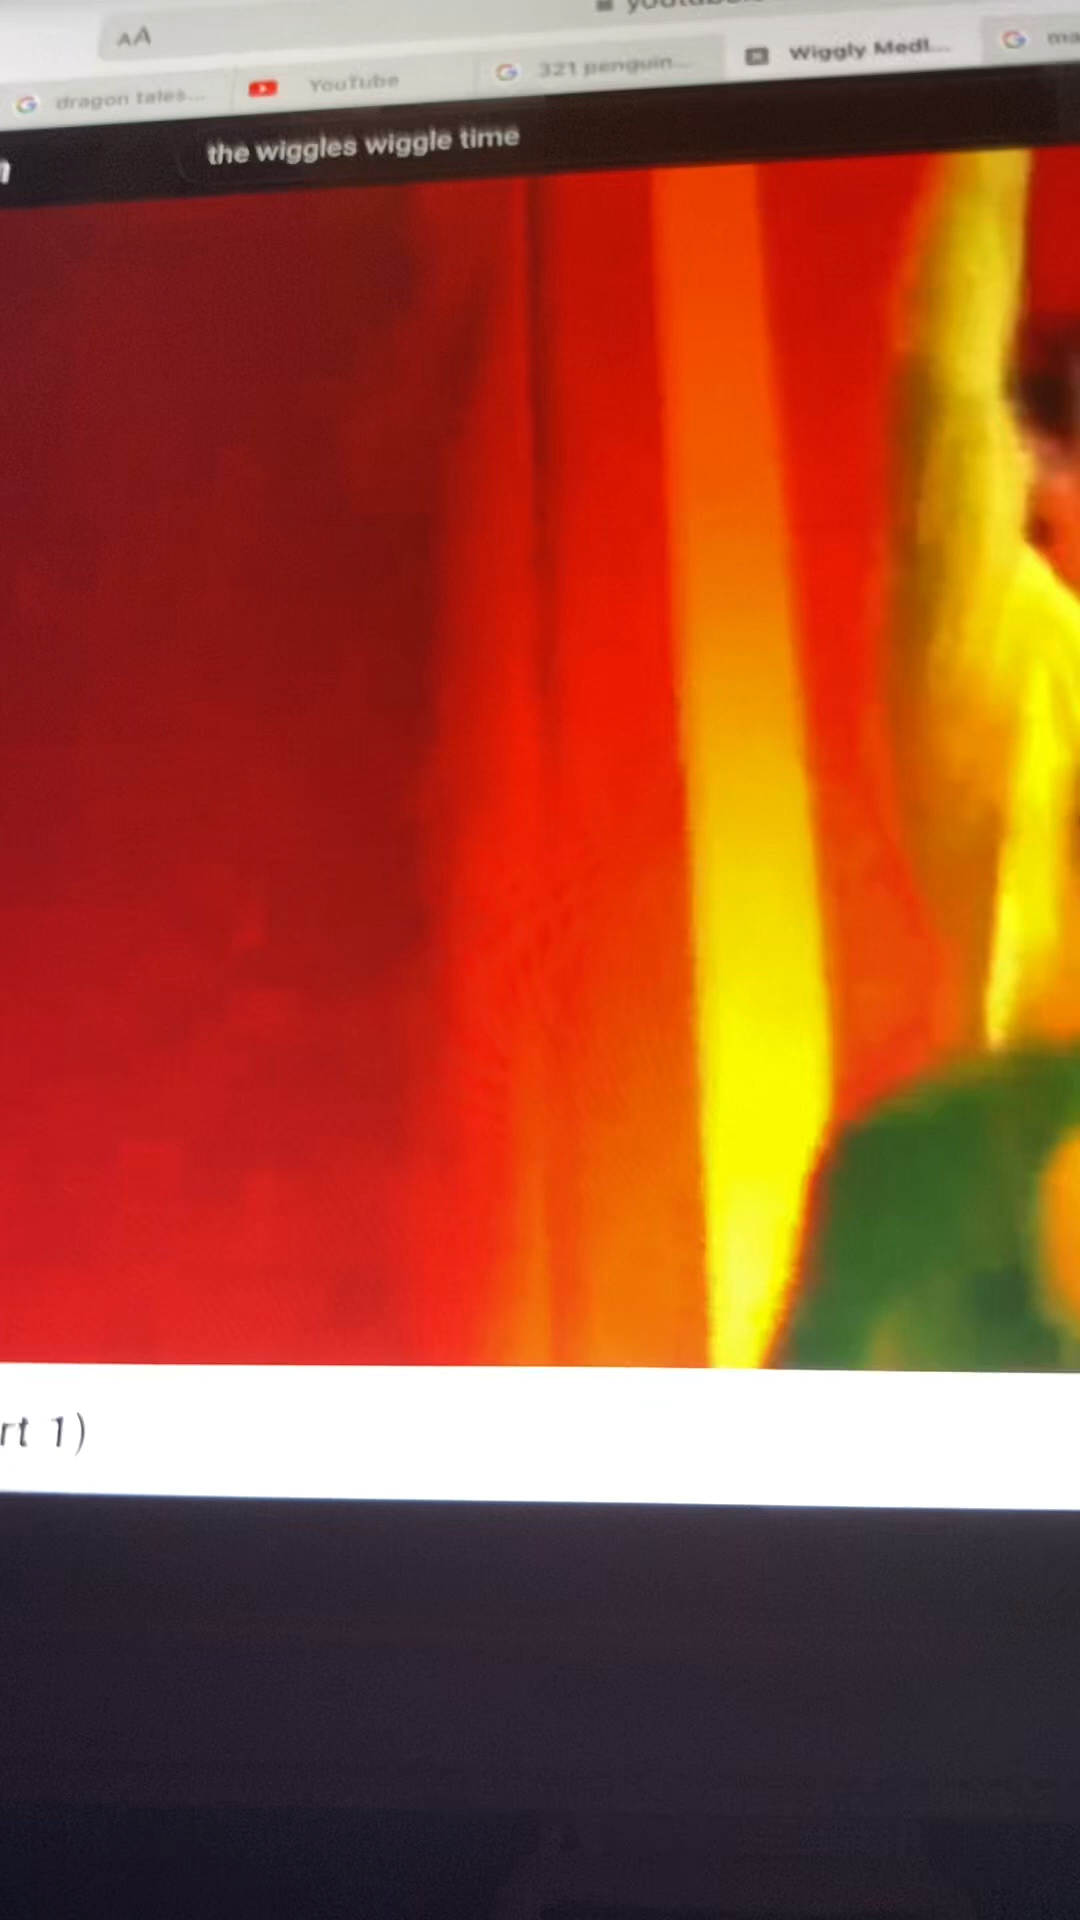 AA
dragon tales...
YouTube
321 penguin...
Wiggly Medl...
the wiggles wiggle time
rt 1)